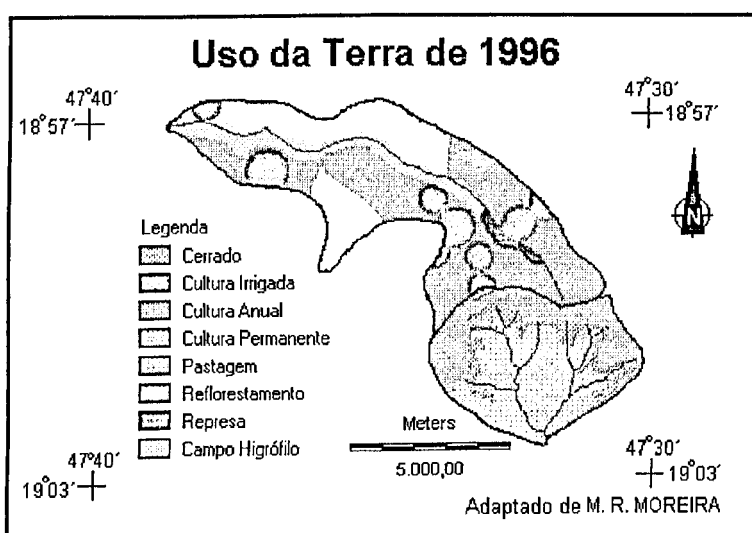 Uso da Terra de 1996
47°40´
18°57´
47°30´
18°57´
N
Legenda
Cerrado
Cultura Irrigada
Cultura Anual
Cultura Permanente
Pastagem
Reflorestamento
Represa
Campo Higrófilo
Meters
5.000,00
47°40´
19°03´
47°30´
19°03´
Adaptado de M. R. MOREIRA